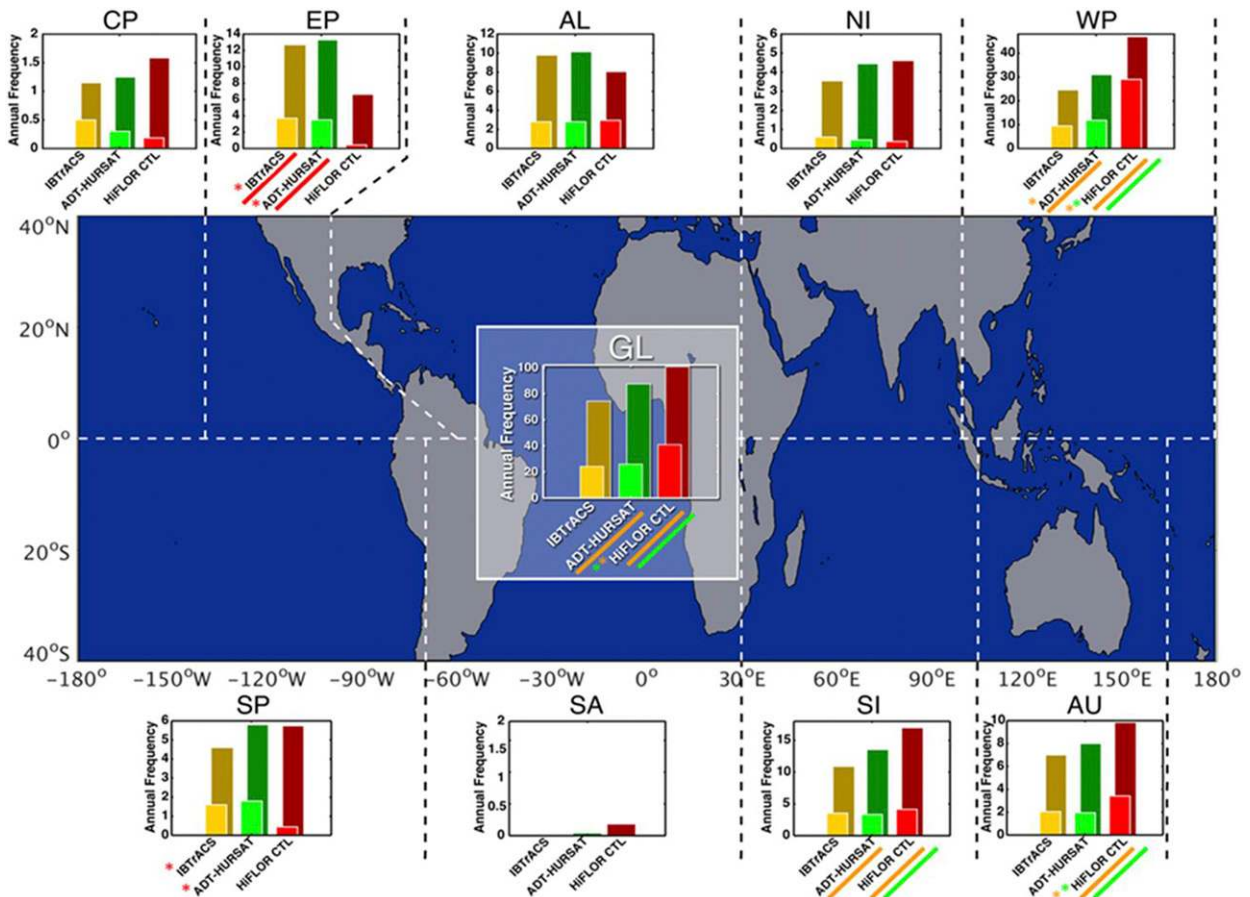 CP EP AL NI WP
Annual Frequency 2 1.5 1 0.5 0
IBTrACS ADT-HURSAT HiFLOR CTL
Annual Frequency 14 12 10 8 6 4 2 0
* IBTrACS * ADT-HURSAT HiFLOR CTL
Annual Frequency 12 10 8 6 4 2 0
IBTrACS ADT-HURSAT HiFLOR CTL
Annual Frequency 6 5 4 3 2 1 0
IBTrACS ADT-HURSAT HiFLOR CTL
Annual Frequency 40 30 20 10 0
IBTrACS * ADT-HURSAT ** HiFLOR CTL
40°N
20°N
0°
20°S
40°S
GL
Annual Frequency 100 80 60 40 20 0
IBTrACS ADT-HURSAT ** HiFLOR CTL
-180° -150°W -120°W -90°W -60°W -30°W 0° 30°E 60°E 90°E 120°E 150°E 180°
SP SA SI AU
Annual Frequency 6 5 4 3 2 1 0
* IBTrACS * ADT-HURSAT HiFLOR CTL
Annual Frequency 2 1.5 1 0.5 0
IBTrACS ADT-HURSAT HiFLOR CTL
Annual Frequency 15 10 5 0
IBTrACS ADT-HURSAT HiFLOR CTL
Annual Frequency 10 8 6 4 2 0
IBTrACS ADT-HURSAT ** HiFLOR CTL